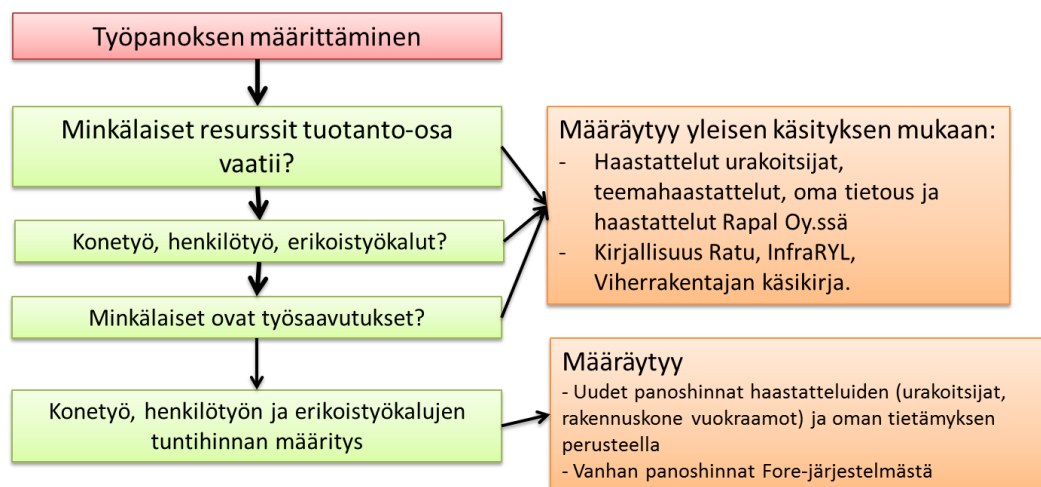 Työpanoksen määrittäminen
Minkälaiset resurssit tuotanto-osa
vaatii?
Konetyö, henkilötyö, erikoistyökalut?
Minkälaiset ovat työsaavutukset?
Konetyö, henkilötyön ja erikoistyökalujen
tuntihinnan määritys
Määräytyy yleisen käsityksen mukaan:
- Haastattelut urakoitsijat,
teemahaastattelut, oma tietous ja
haastattelut Rapal Oy.ssä
- Kirjallisuus Ratu, InfraRYL,
Viherrakentajan käsikirja.
Määräytyy
- Uudet panoshinnat haastatteluiden (urakoitsijat,
rakennuskone vuokraamot) ja oman tietämyksen
perusteella
- Vanhan panoshinnat Fore-järjestelmästä